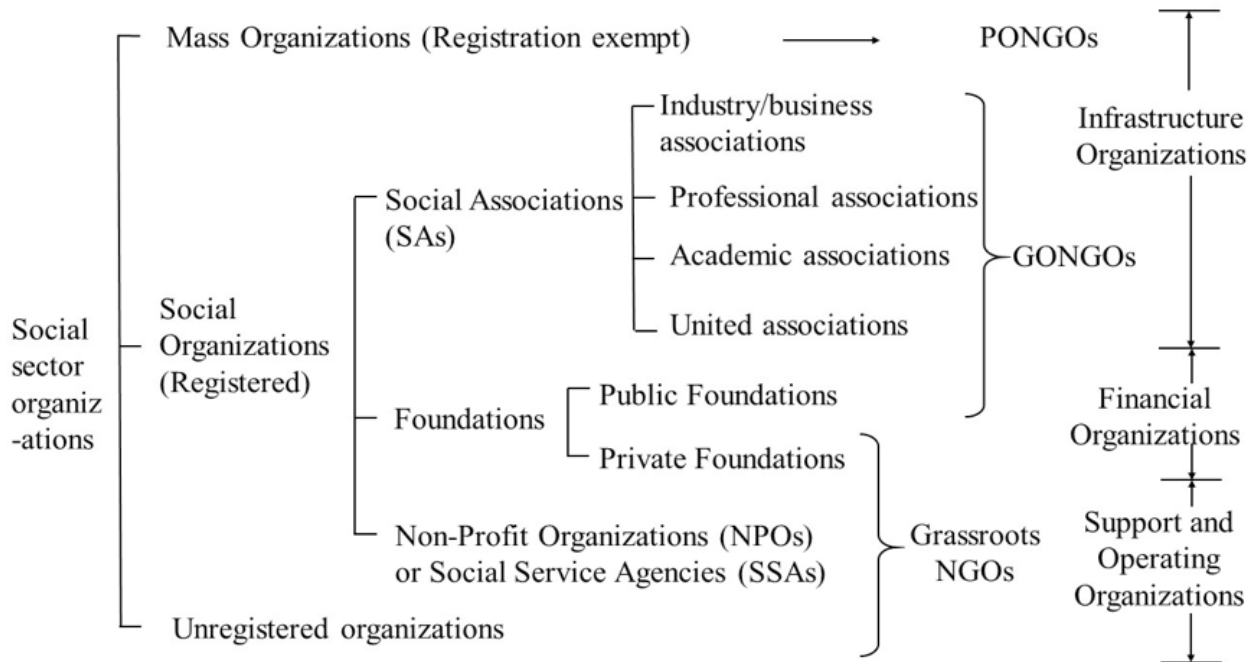 Mass Organizations (Registration exempt)
PONGOs
Industry/business
associations
Infrastructure
Organizations
Social Associations
(SAs)
Professional associations
Academic associations
GONGOs
United associations
Social
sector
organiz
-ations
Social
Organizations
(Registered)
Foundations
Public Foundations
Private Foundations
Financial
Organizations
Non-Profit Organizations (NPOs)
or Social Service Agencies (SSAs)
Grassroots
NGOs
Support and
Operating
Organizations
Unregistered organizations